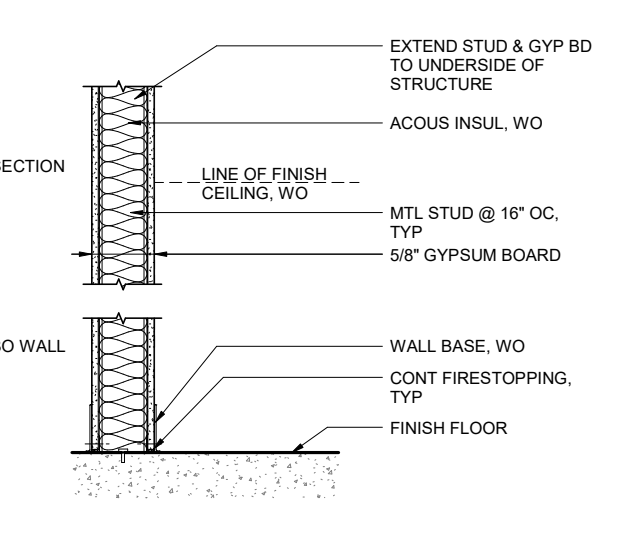 EXTEND STUD & GYP BD
TO UNDERSIDE OF
STRUCTURE
ACOUS INSUL, WO
SECTION
LINE OF FINISH
CEILING, WO
MTL STUD @ 16" OC,
TYP
5/8" GYPSUM BOARD
WALL
WALL BASE, WO
CONT FIRESTOPPING,
TYP
FINISH FLOOR